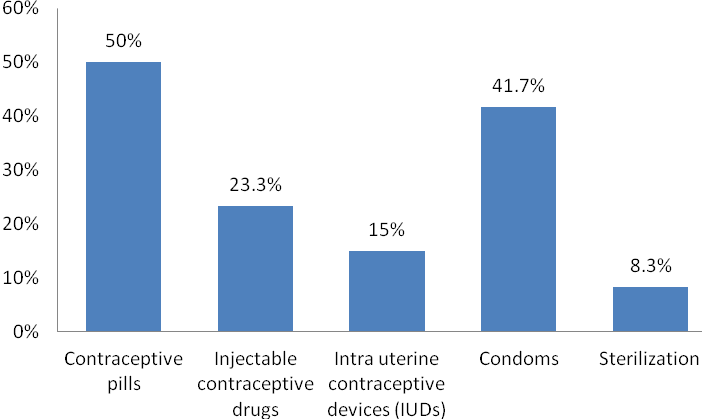 60%
50%
40%
30%
20%
10%
0%
50%
23.3%
15%
41.7%
8.3%
Contraceptive
pills
Injectable
contraceptive
drugs
Intra uterine
contraceptive
devices (IUDs)
Condoms
Sterilization